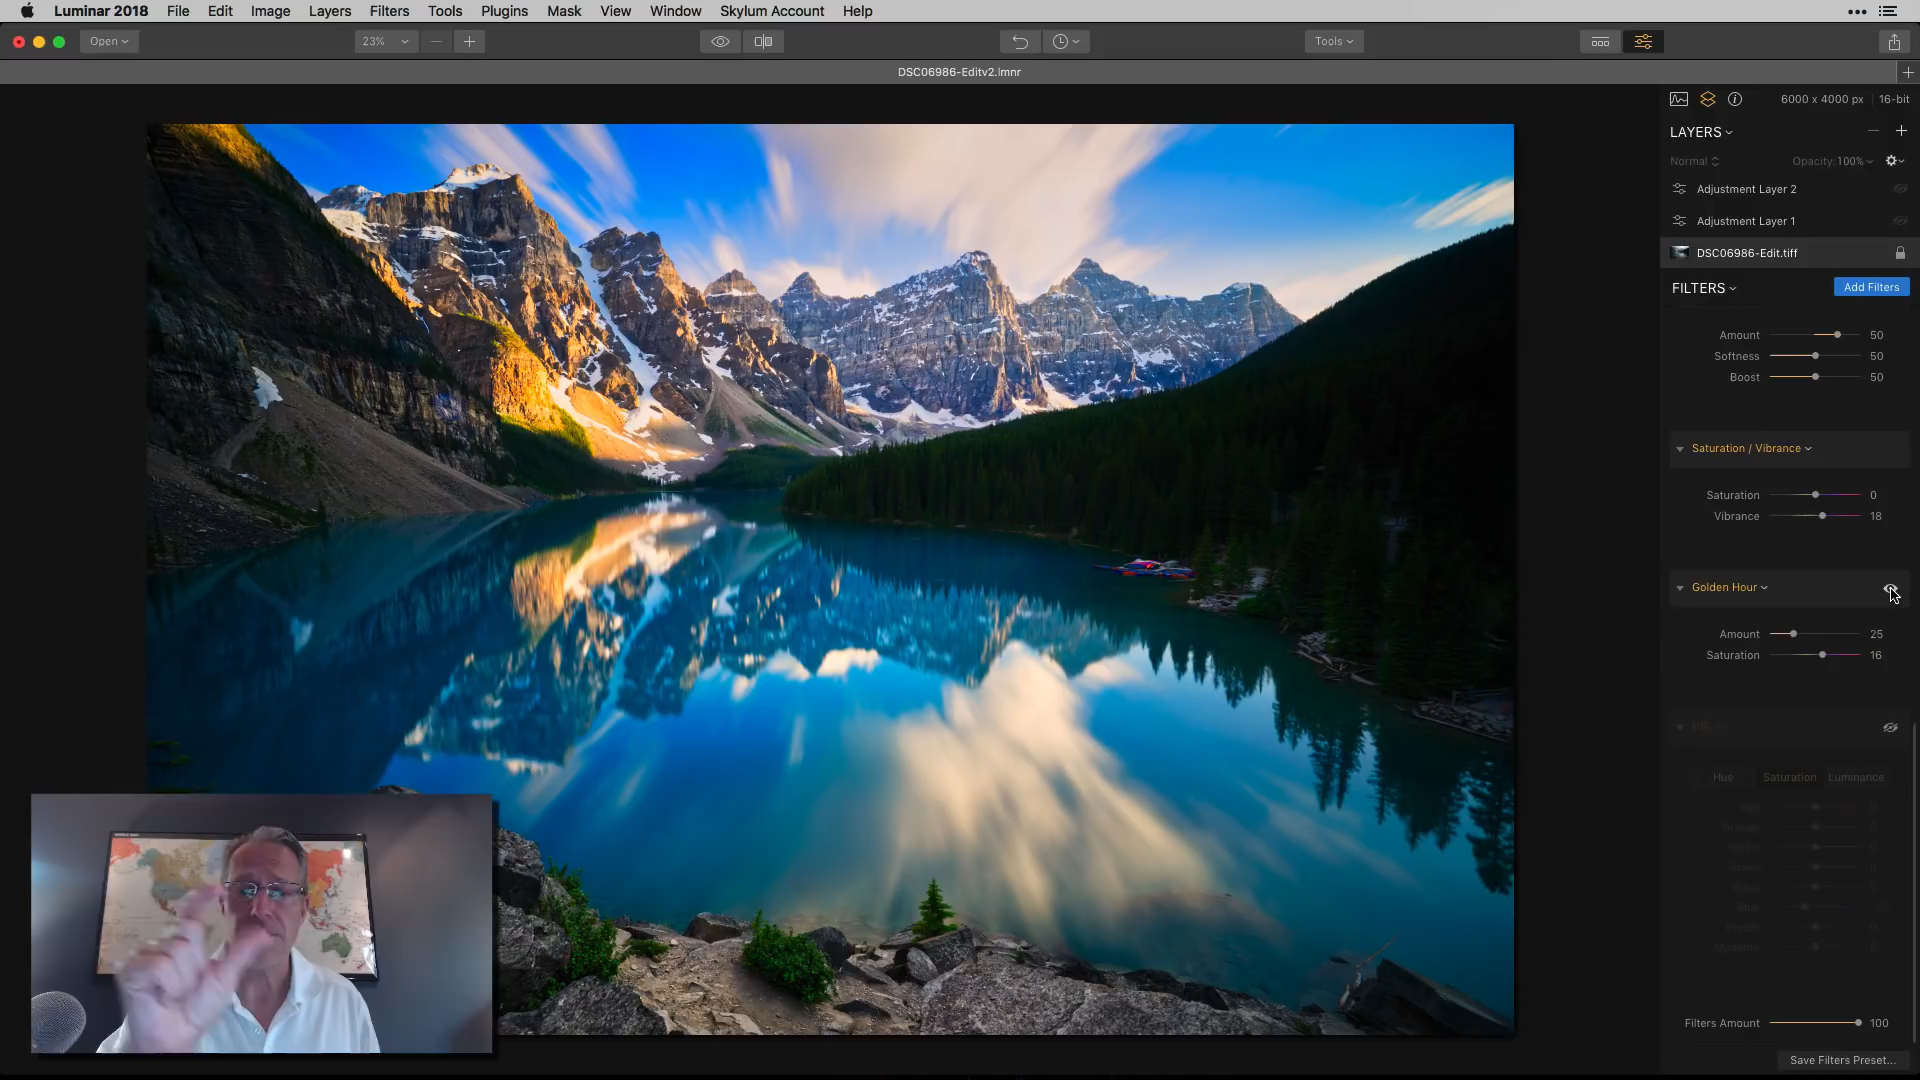 Luminar 2018 File Edit Image Layers Filters Tools Plugins Mask View Window Skylum Account Help
Open 23% Tools
DSC06986-Editv2.lmnr
6000 x 4000 px 16-bit
LAYERS
Normal Opacity: 100%
Adjustment Layer 2
Adjustment Layer 1
DSC06986-Edit.tiff
FILTERS Add Filters
Amount 50
Softness 50
Boost 50
Saturation / Vibrance
Saturation 0
Vibrance 18
Golden Hour
Amount 25
Saturation 16
HSL
Hue Saturation Luminance
Filters Amount 100
Save Filters Preset...